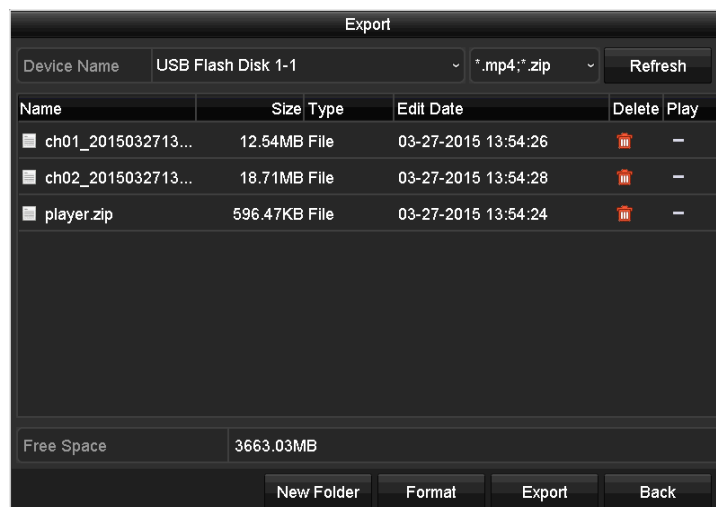 Export
Device Name USB Flash Disk 1-1 *.mp4;*.zip Refresh
Name Size Type Edit Date Delete Play
ch01_2015032713... 12.54MB File 03-27-2015 13:54:26
ch02_2015032713... 18.71MB File 03-27-2015 13:54:28
player.zip 596.47KB File 03-27-2015 13:54:24
Free Space 3663.03MB
New Folder Format Export Back